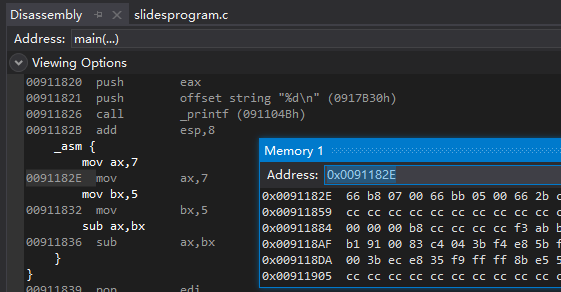 Disassembly slidesprogram.c
Address: main(...)
Viewing Options
00911820 push eax
00911821 push offset string "%d\n" (0917B30h)
00911826 call _printf (091104Bh)
0091182B add esp,8
_asm {
mov ax,7
0091182E mov ax,7
mov bx,5
00911832 mov bx,5
sub ax,bx
00911836 sub ax,bx
}
}
00911839 pop edi
Memory 1
Address: 0x0091182E
0x0091182E 66 b8 07 00 66 bb 05 00 66 2b
0x00911859 cc cc cc cc cc cc cc cc cc cc
0x00911884 00 00 00 b8 cc cc cc cc f3 ab
0x009118AF b1 91 00 83 c4 04 3b f4 e8 5b
0x009118DA 00 3b ec e8 35 f9 ff ff 8b e5
0x00911905 cc cc cc cc cc cc cc cc cc cc